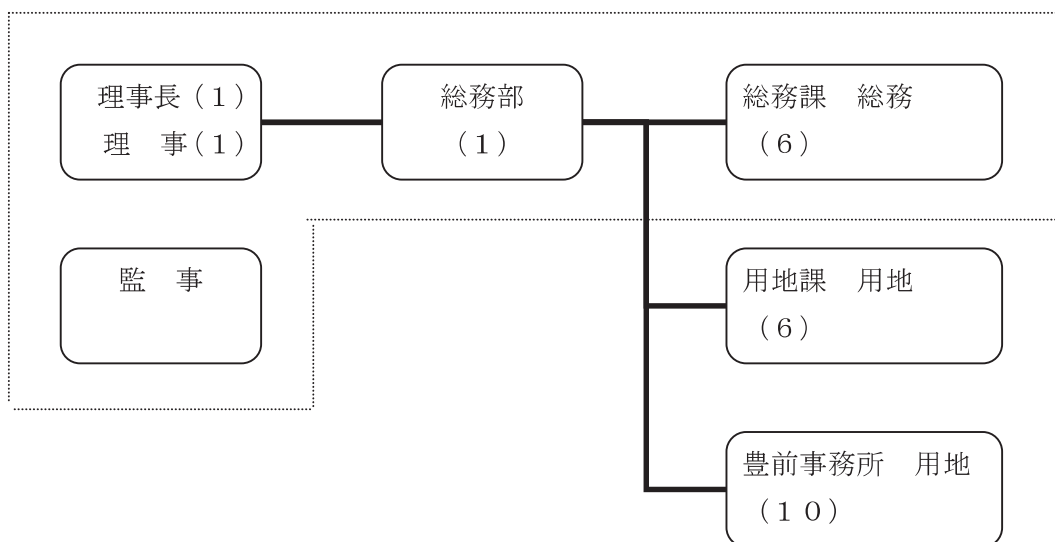 理事長(1)
理　事(1)
総務部
(1)
総務課　総務
(6)
監　事
用地課　用地
(6)
豊前事務所　用地
(10)